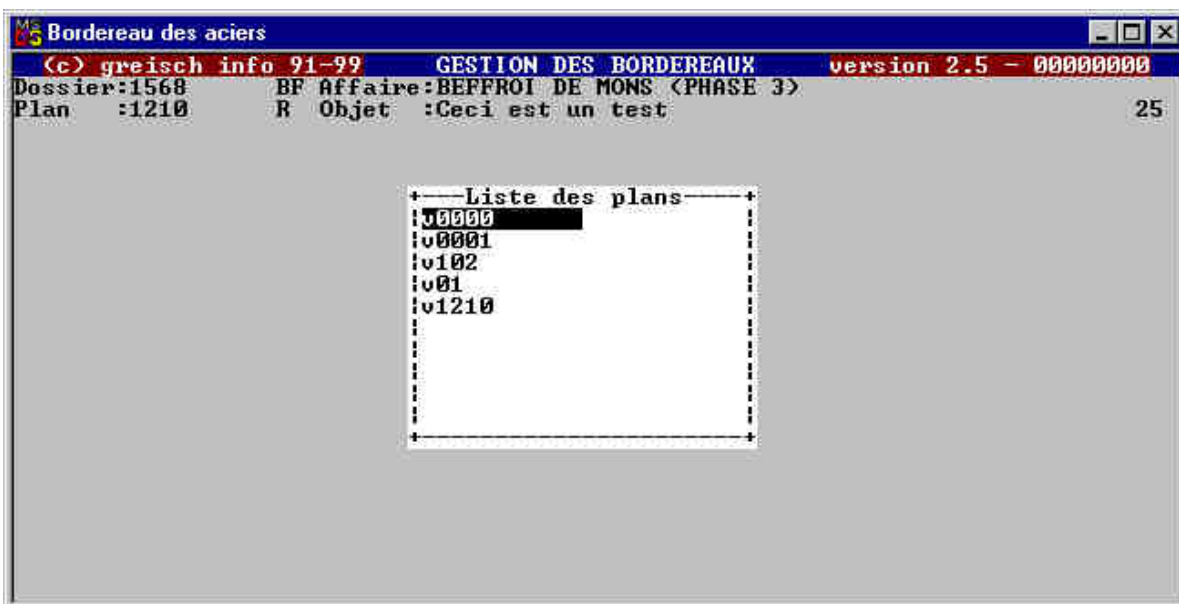 Bordereau des aciers
(c) greisch info 91-99 GESTION DES BORDEREAUX version 2.5 - 00000000
Dossier:1568 BF Affaire:BEFFROI DE MONS (PHASE 3)
Plan :1210 R Objet :Ceci est un test 25
Liste des plans
v0000
v0001
v102
v01
v1210